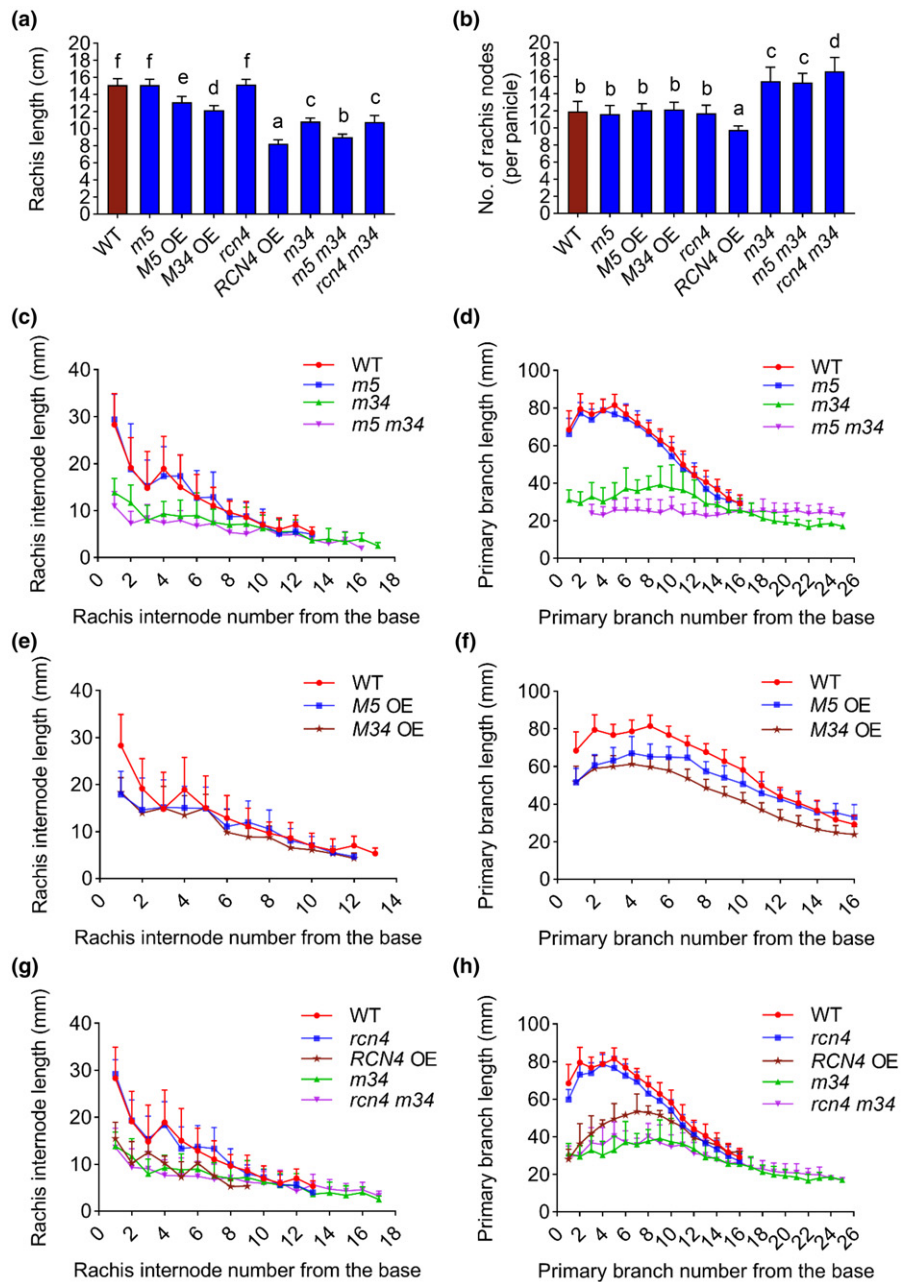 (a)
Rachis length (cm)
18
16
14
12
10
8
6
4
2
0
f f e d f a c b c
WT m5 M5 OE M34 OE rcn4 RCN4 OE m34 m5 m34 rcn4 m34
(b)
No. of rachis nodes
(per panicle)
20
18
16
14
12
10
8
6
4
2
0
b b b b b a c c d
WT m5 M5 OE M34 OE rcn4 RCN4 OE m34 m5 m34 rcn4 m34
(c)
Rachis internode length (mm)
40
30
20
10
0
WT
m5
m34
m5 m34
0 2 4 6 8 10 12 14 16 18
Rachis internode number from the base
(d)
Primary branch length (mm)
100
80
60
40
20
0
WT
m5
m34
m5 m34
0 2 4 6 8 10 12 14 16 18 20 22 24 26
Primary branch number from the base
(e)
Rachis internode length (mm)
40
30
20
10
0
WT
M5 OE
M34 OE
0 2 4 6 8 10 12 14
Rachis internode number from the base
(f)
Primary branch length (mm)
100
80
60
40
20
0
WT
M5 OE
M34 OE
0 2 4 6 8 10 12 14 16
Primary branch number from the base
(g)
Rachis internode length (mm)
40
30
20
10
0
WT
rcn4
RCN4 OE
m34
rcn4 m34
0 2 4 6 8 10 12 14 16 18
Rachis internode number from the base
(h)
Primary branch length (mm)
100
80
60
40
20
0
WT
rcn4
RCN4 OE
m34
rcn4 m34
0 2 4 6 8 10 12 14 16 18 20 22 24 26
Primary branch number from the base